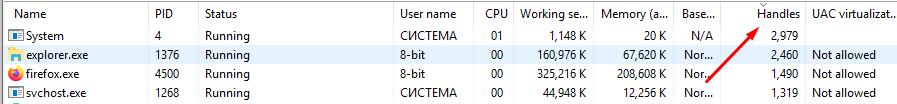 Name PID Status User name CPU Working se... Memory (a... Base... Handles UAC virtualizat...
System 4 Running СИСТЕМА 01 1,148 K 20 K N/A 2,979
explorer.exe 1376 Running 8-bit 00 160,976 K 67,620 K Nor... 2,460 Not allowed
firefox.exe 4500 Running 8-bit 00 325,216 K 208,608 K Nor... 1,490 Not allowed
svchost.exe 1268 Running СИСТЕМА 00 44,948 K 12,256 K Nor... 1,319 Not allowed